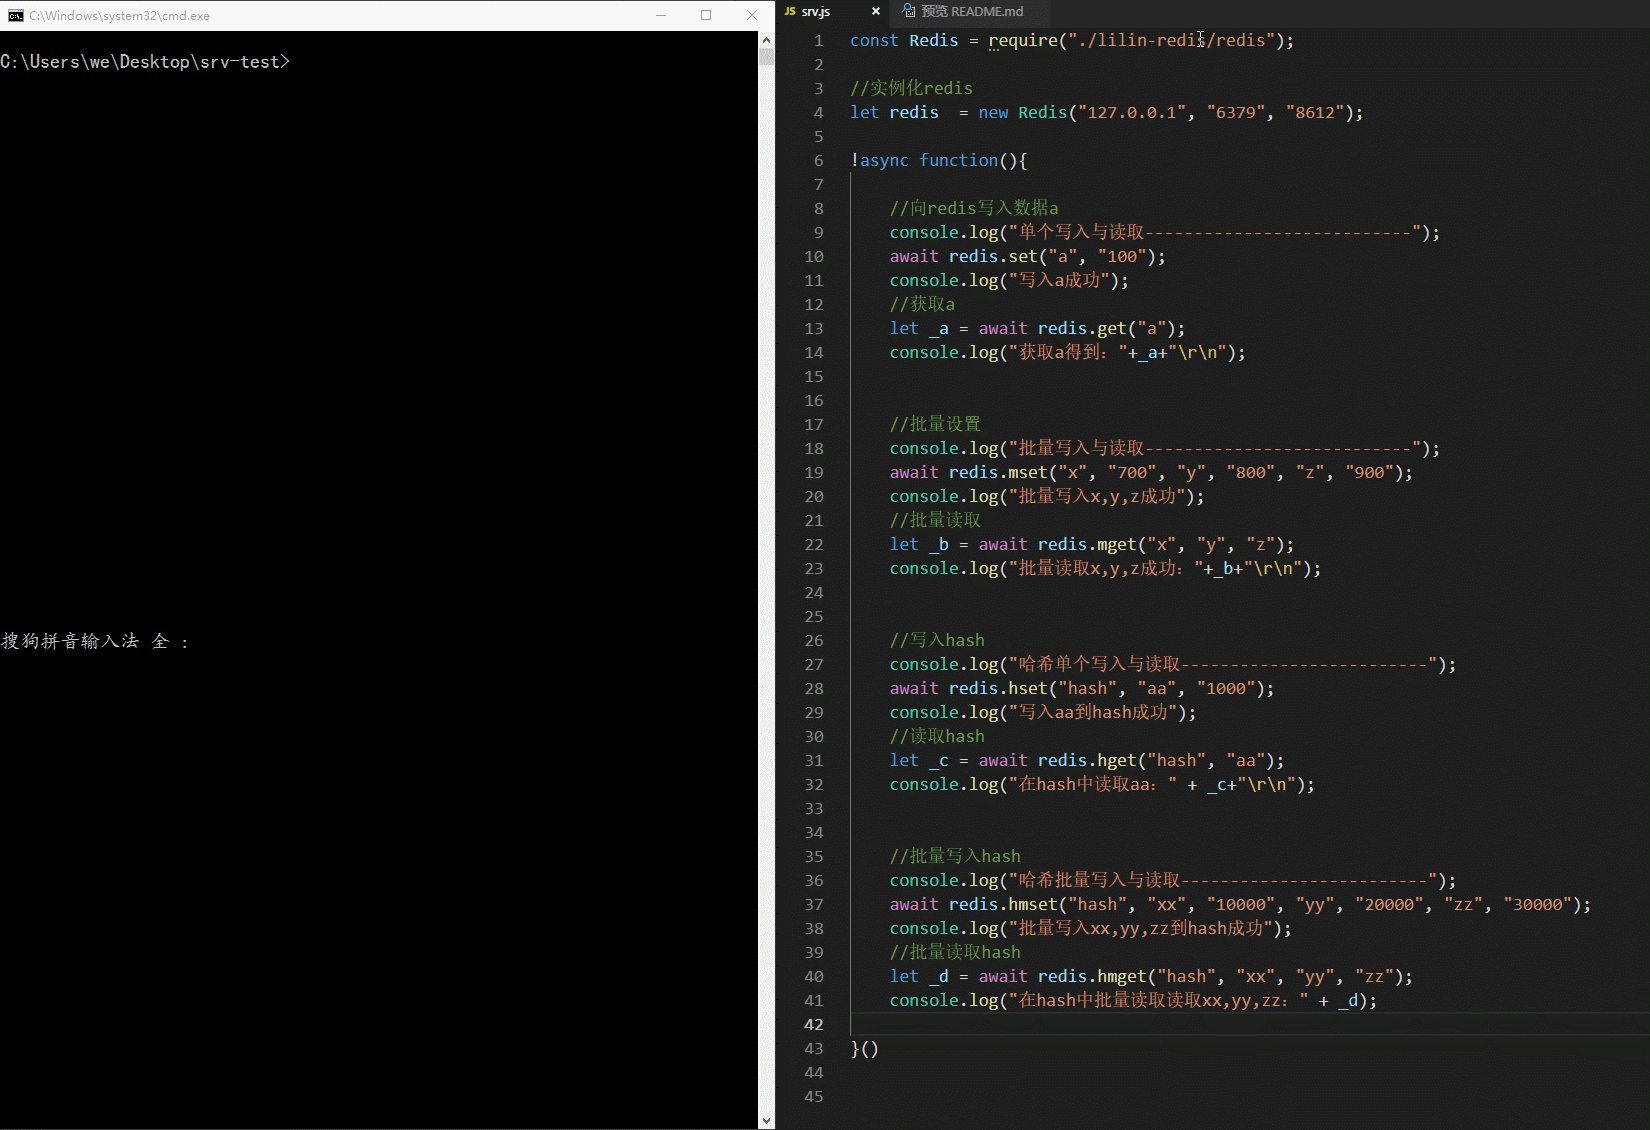 C:\Windows\system32\cmd.exe
C:\Users\we\Desktop\srv-test>
搜狗拼音输入法 全 :
JS srv.js × 预览 README.md
1 const Redis = require("./lilin-redis/redis");
2
3 //实例化redis
4 let redis  = new Redis("127.0.0.1", "6379", "8612");
5
6 !async function(){
7
8 //向redis写入数据a
9 console.log("单个写入与读取---------------------------");
10 await redis.set("a", "100");
11 console.log("写入a成功");
12 //获取a
13 let _a = await redis.get("a");
14 console.log("获取a得到："+_a+"\r\n");
15
16
17 //批量设置
18 console.log("批量写入与读取---------------------------");
19 await redis.mset("x", "700", "y", "800", "z", "900");
20 console.log("批量写入x,y,z成功");
21 //批量读取
22 let _b = await redis.mget("x", "y", "z");
23 console.log("批量读取x,y,z成功："+_b+"\r\n");
24
25
26 //写入hash
27 console.log("哈希单个写入与读取-------------------------");
28 await redis.hset("hash", "aa", "1000");
29 console.log("写入aa到hash成功");
30 //读取hash
31 let _c = await redis.hget("hash", "aa");
32 console.log("在hash中读取aa：" + _c+"\r\n");
33
34
35 //批量写入hash
36 console.log("哈希批量写入与读取-------------------------");
37 await redis.hmset("hash", "xx", "10000", "yy", "20000", "zz", "30000");
38 console.log("批量写入xx,yy,zz到hash成功");
39 //批量读取hash
40 let _d = await redis.hmget("hash", "xx", "yy", "zz");
41 console.log("在hash中批量读取读取xx,yy,zz：" + _d);
42
43 }()
44
45